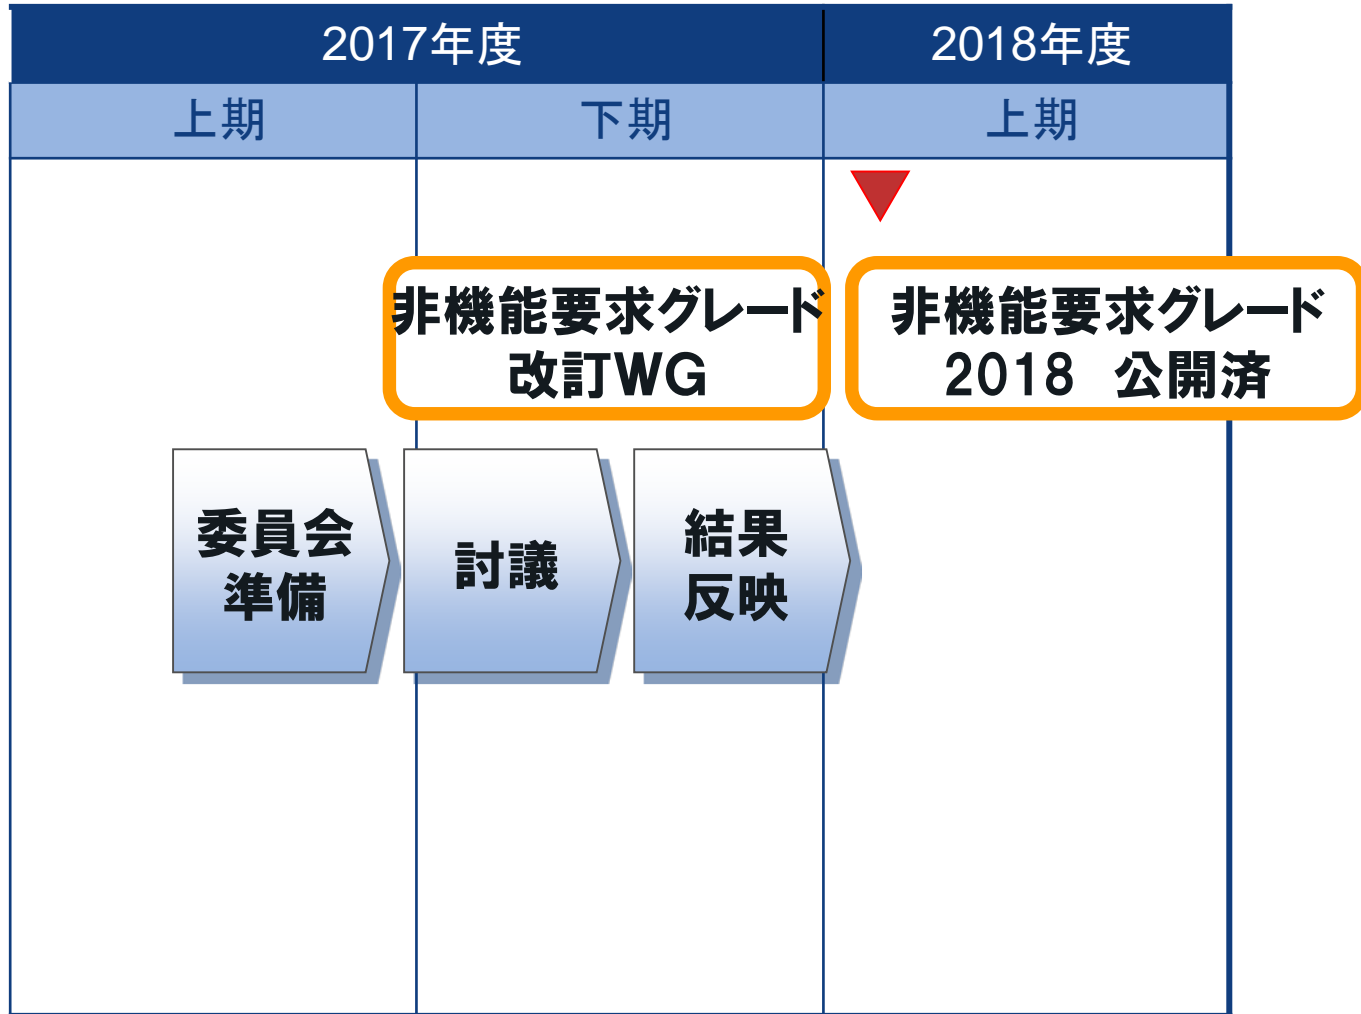 2017年度
2018年度
上期
下期
上期
非機能要求グレード
改訂WG
非機能要求グレード
2018　公開済
委員会
準備
討議
結果
反映